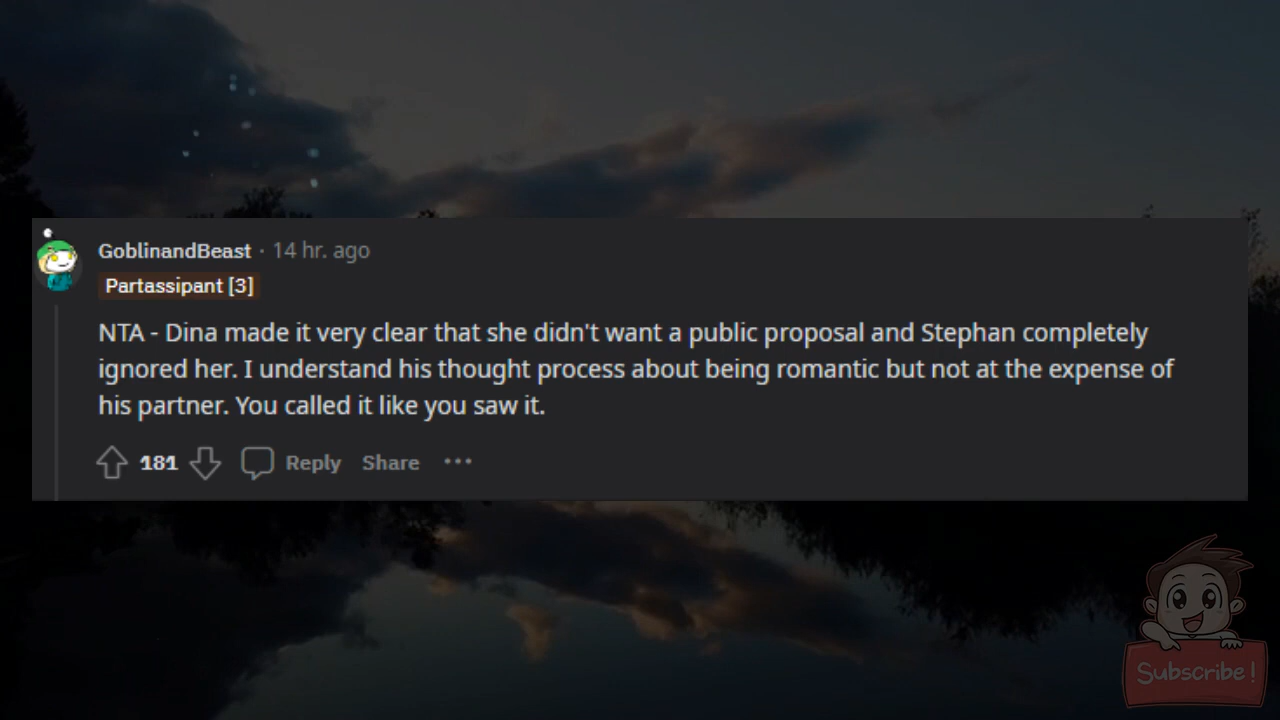 GoblinandBeast · 14 hr. ago
Partassipant [3]
NTA - Dina made it very clear that she didn't want a public proposal and Stephan completely
ignored her. I understand his thought process about being romantic but not at the expense of
his partner. You called it like you saw it.
181 Reply Share ···
Subscribe!